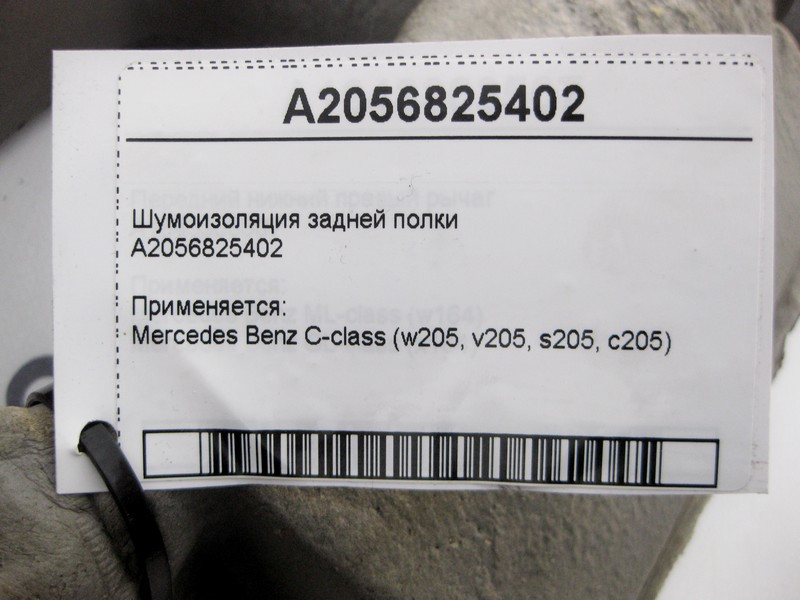 A2056825402
Шумоизоляция задней полки
A2056825402
Применяется:
Mercedes Benz C-class (w205, v205, s205, c205)